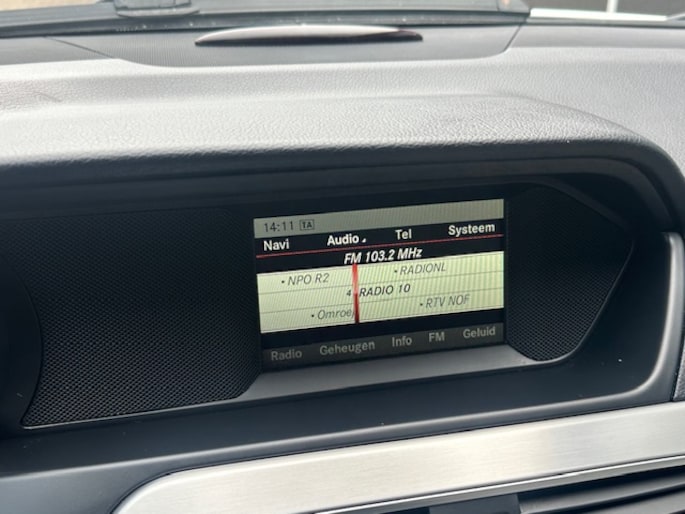 14:11 TA
Navi Audio Tel Systeem
FM 103.2 MHz
• NPO R2 • RADIONL
4 RADIO 10
• Omroe • RTV NOF
Radio Geheugen Info FM Geluid